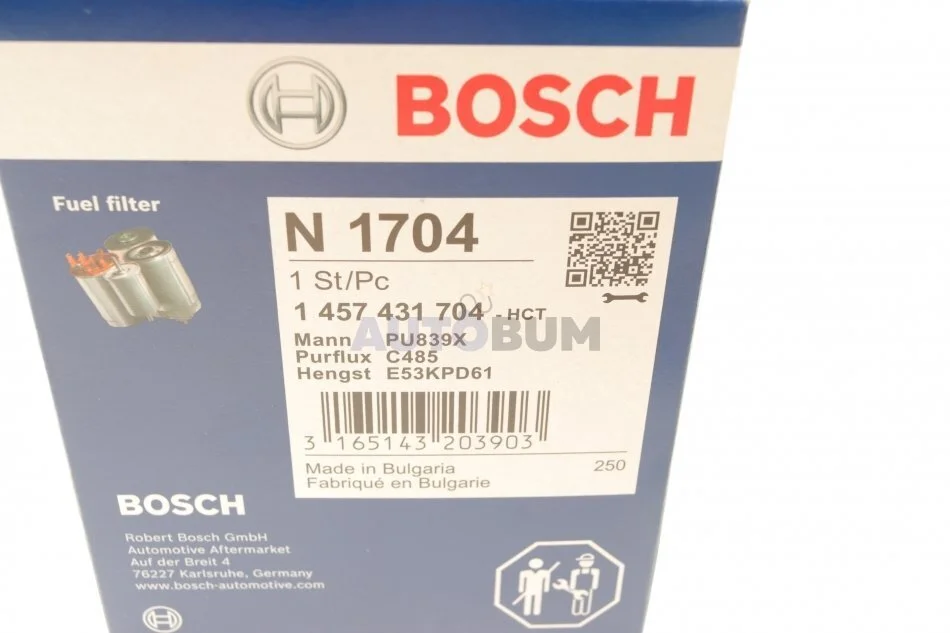 BOSCH
Fuel filter
N 1704
1 St/Pc
1 457 431 704 - HCT
AUTOBUM
Mann PU839X
Purflux C485
Hengst E53KPD61
3 165143 203903
Made in Bulgaria 250
Fabriqué en Bulgarie
BOSCH
Robert Bosch GmbH
Automotive Aftermarket
Auf der Breit 4
76227 Karlsruhe, Germany
www.bosch-automotive.com